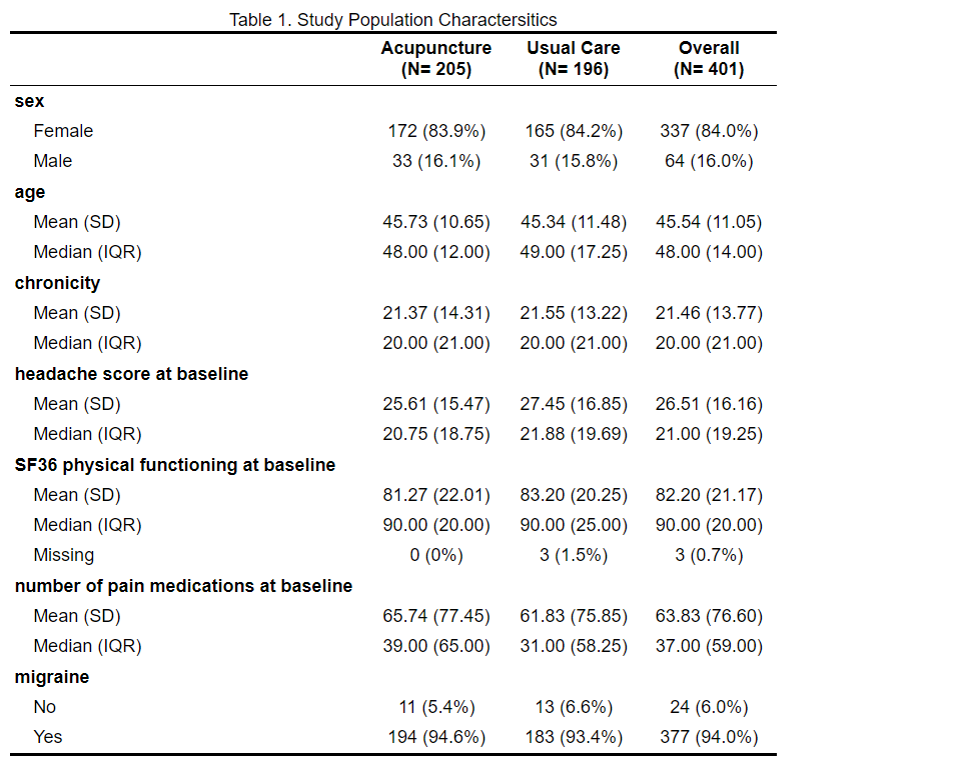 Table 1. Study Population Charactersitics
Acupuncture Usual Care Overall
(N= 205) (N= 196) (N= 401)
sex
Female 172 (83.9%) 165 (84.2%) 337 (84.0%)
Male 33 (16.1%) 31 (15.8%) 64 (16.0%)
age
Mean (SD) 45.73 (10.65) 45.34 (11.48) 45.54 (11.05)
Median (IQR) 48.00 (12.00) 49.00 (17.25) 48.00 (14.00)
chronicity
Mean (SD) 21.37 (14.31) 21.55 (13.22) 21.46 (13.77)
Median (IQR) 20.00 (21.00) 20.00 (21.00) 20.00 (21.00)
headache score at baseline
Mean (SD) 25.61 (15.47) 27.45 (16.85) 26.51 (16.16)
Median (IQR) 20.75 (18.75) 21.88 (19.69) 21.00 (19.25)
SF36 physical functioning at baseline
Mean (SD) 81.27 (22.01) 83.20 (20.25) 82.20 (21.17)
Median (IQR) 90.00 (20.00) 90.00 (25.00) 90.00 (20.00)
Missing 0 (0%) 3 (1.5%) 3 (0.7%)
number of pain medications at baseline
Mean (SD) 65.74 (77.45) 61.83 (75.85) 63.83 (76.60)
Median (IQR) 39.00 (65.00) 31.00 (58.25) 37.00 (59.00)
migraine
No 11 (5.4%) 13 (6.6%) 24 (6.0%)
Yes 194 (94.6%) 183 (93.4%) 377 (94.0%)